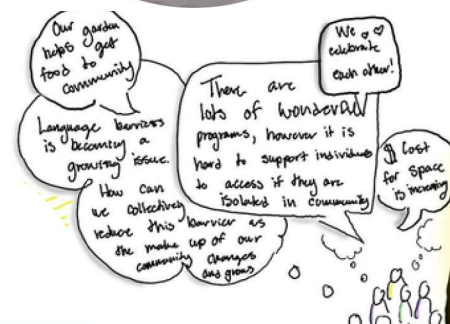 Our garden
helps get
food to
community
Language barriers
is becoming a
growing issue.
How can
we collectively
reduce this barrier as
the make up of our
community changes
and grows
There are
lots of wonderful
programs, however it is
hard to support individuals
to access if they are
isolated in community
We
celebrate
each other!
$ Cost
for space
is increasing